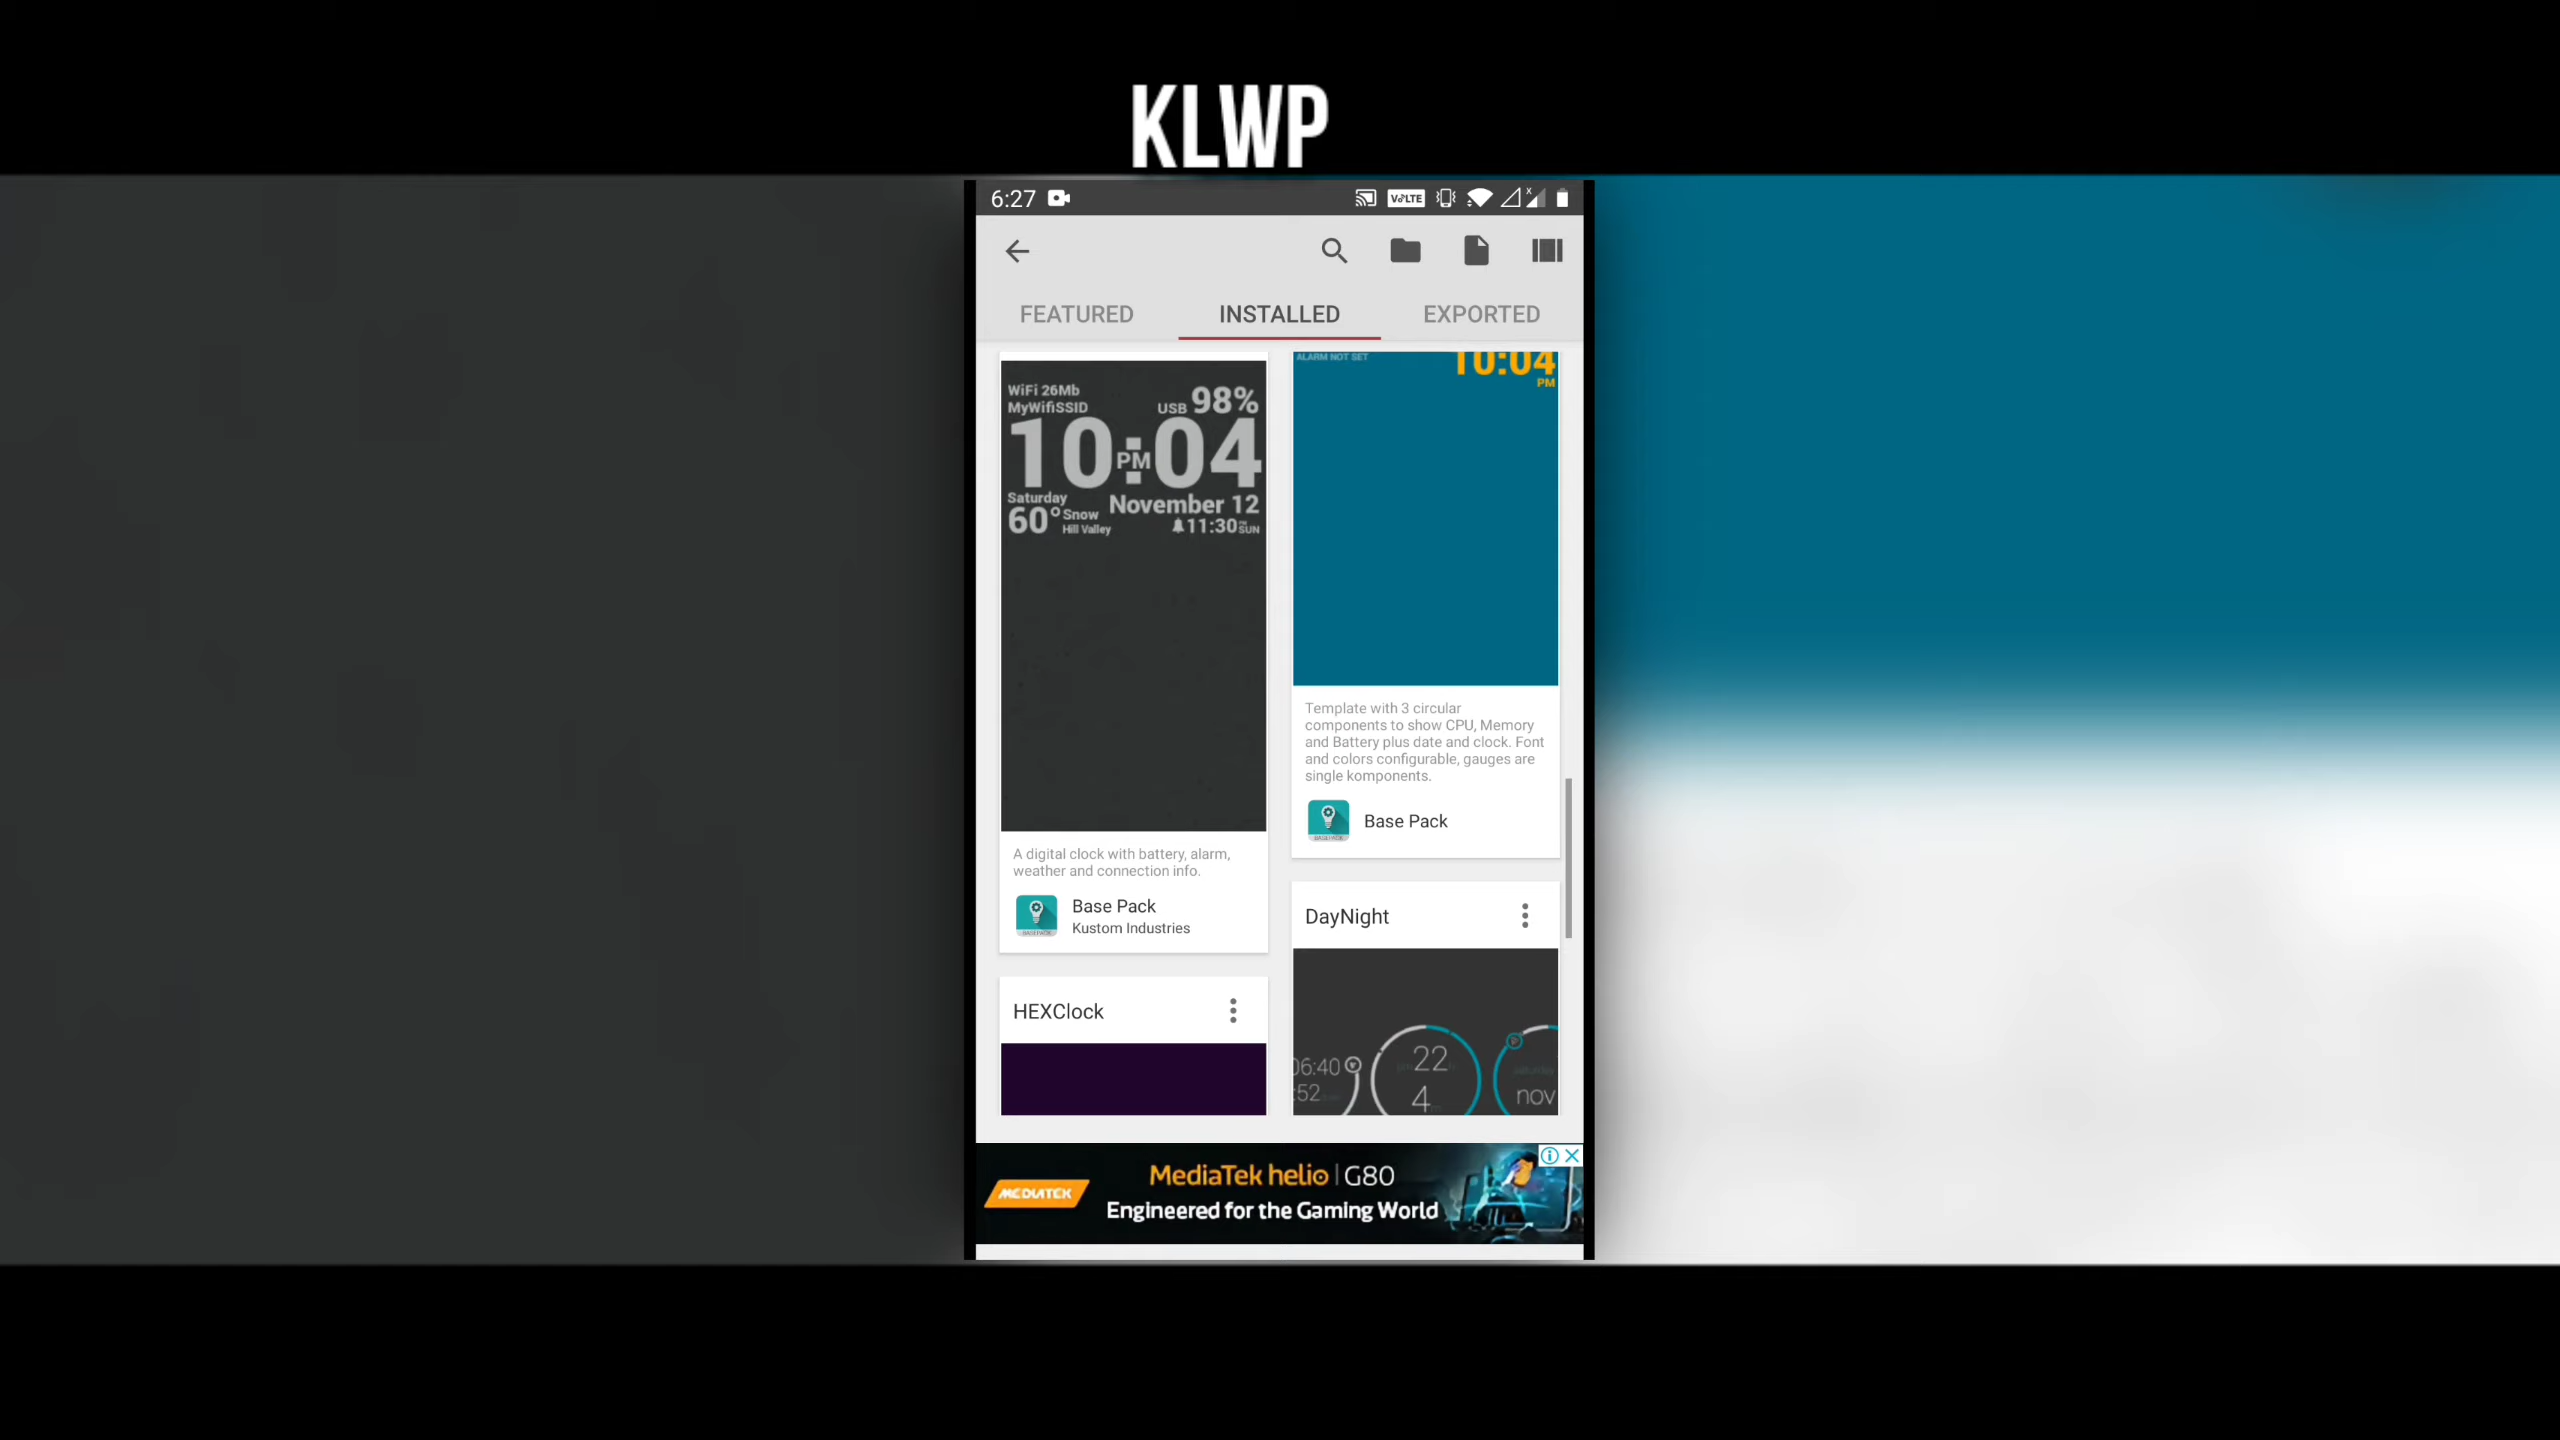 KLWP
6:27
VoLTE
FEATURED
INSTALLED
EXPORTED
WiFi 26Mb
MyWifiSSID
USB 98%
10:04
PM
Saturday
November 12
60° Snow
Hill Valley
11:30 PM
SUN
A digital clock with battery, alarm,
weather and connection info.
Base Pack
Kustom Industries
HEXClock
ALARM NOT SET
10:04
PM
Template with 3 circular
components to show CPU, Memory
and Battery plus date and clock. Font
and colors configurable, gauges are
single komponents.
Base Pack
DayNight
06:40
:52
22
4
saturday
nov
MEDIATEK
MediaTek helio | G80
Engineered for the Gaming World